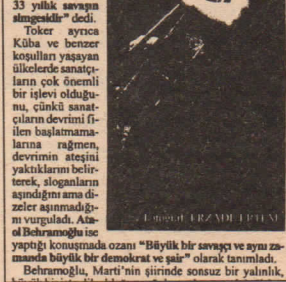 33 yıllık savaşın
simgesidir” dedi.
Toker ayrıca
Küba ve benzer
koşulları yaşayan
ülkelerde sanatçı-
ların çok önemli
bir işlevi olduğu-
nu, çünkü sanat-
çıların devrimi fi-
ilen başlatmama-
larına rağmen,
devrimin ateşini
yaktıklarını belir-
terek, sloganların
aşındığını ama di-
zeler aşınmadığı-
nı vurguladı. Ata-
ol Behramoğlu ise
yaptığı konuşmada ozanı “Büyük bir savaşçı ve aynı za-
manda büyük bir demokrat ve şair” olarak tanımladı.
Behramoğlu, Marti’nin şiirinde sonsuz bir yalınlık,